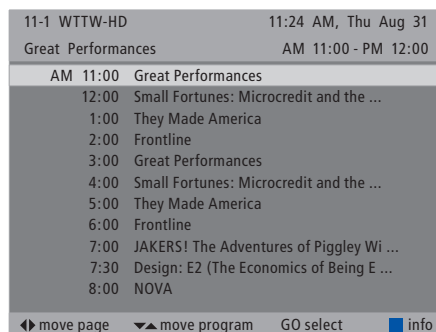 11-1 WTTW-HD 11:24 AM, Thu Aug 31
Great Performances AM 11:00 - PM 12:00
AM 11:00 Great Performances
12:00 Small Fortunes: Microcredit and the ...
1:00 They Made America
2:00 Frontline
3:00 Great Performances
4:00 Small Fortunes: Microcredit and the ...
5:00 They Made America
6:00 Frontline
7:00 JAKERS! The Adventures of Piggley Wi ...
7:30 Design: E2 (The Economics of Being E ...
8:00 NOVA
move page move program GO select info